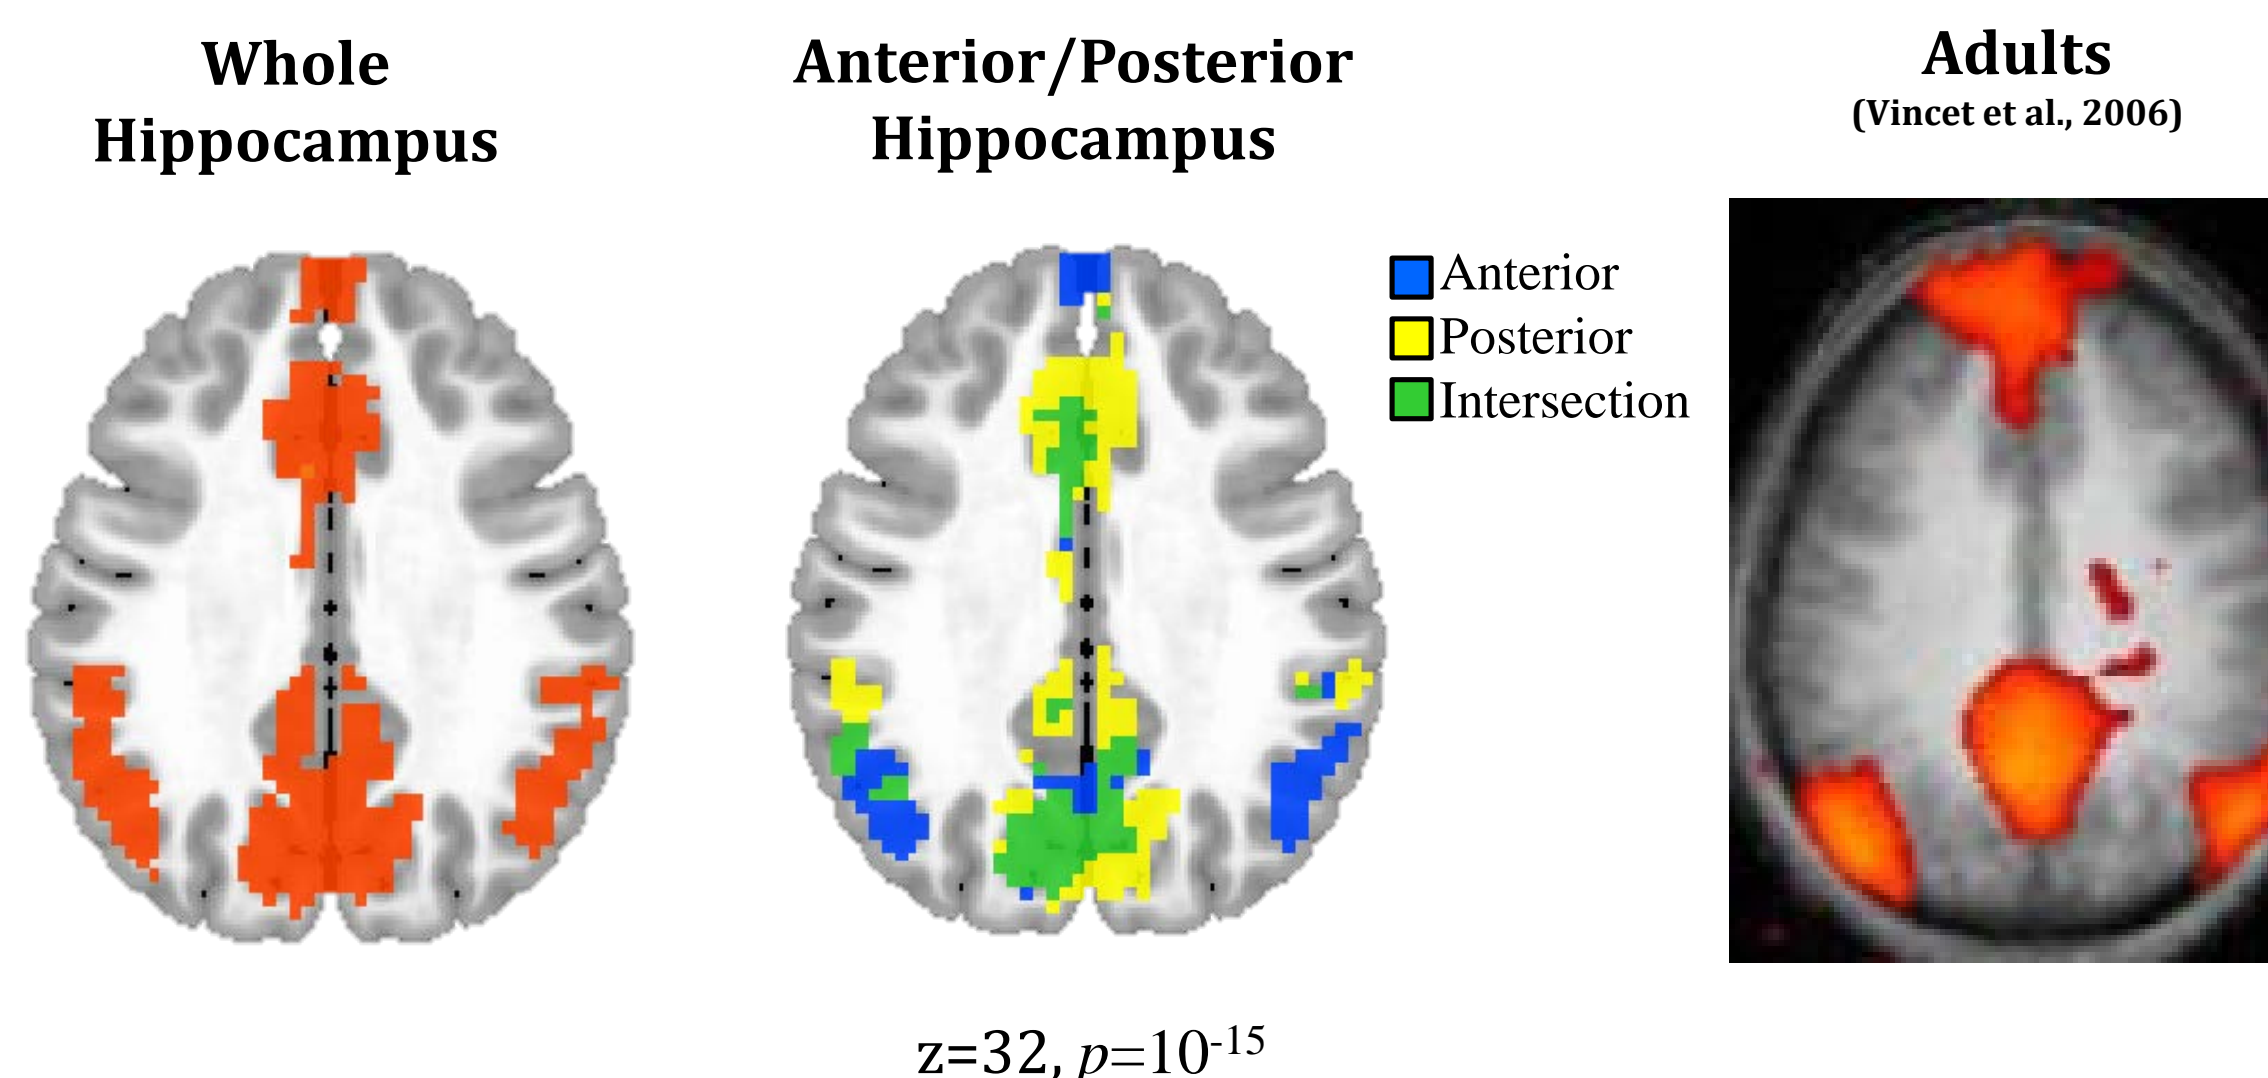 Whole
Hippocampus
Anterior/Posterior
Hippocampus
Adults
(Vincet et al., 2006)
Anterior
Posterior
Intersection
z=32, p=10-15